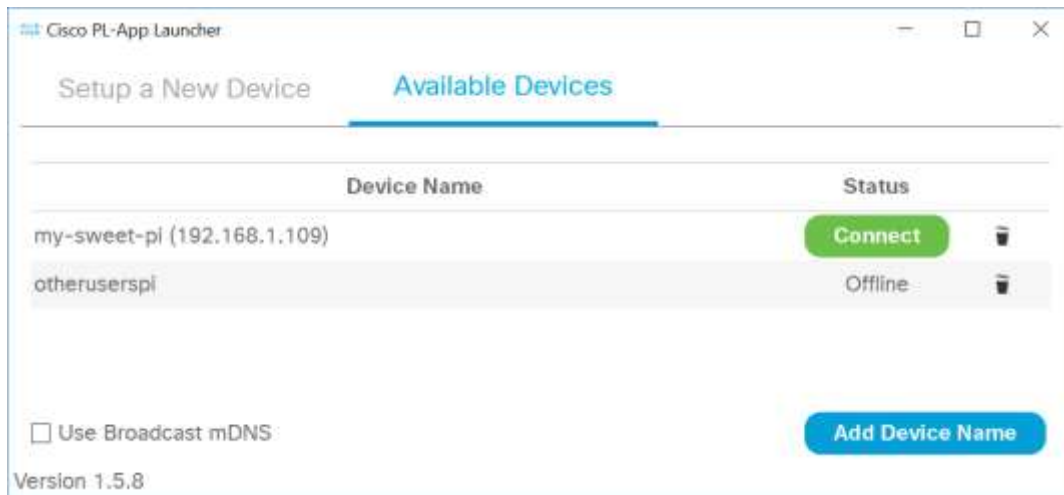 Cisco PL-App Launcher
Setup a New Device Available Devices
Device Name Status
my-sweet-pi (192.168.1.109) Connect
otheruserspi Offline
Use Broadcast mDNS Add Device Name
Version 1.5.8